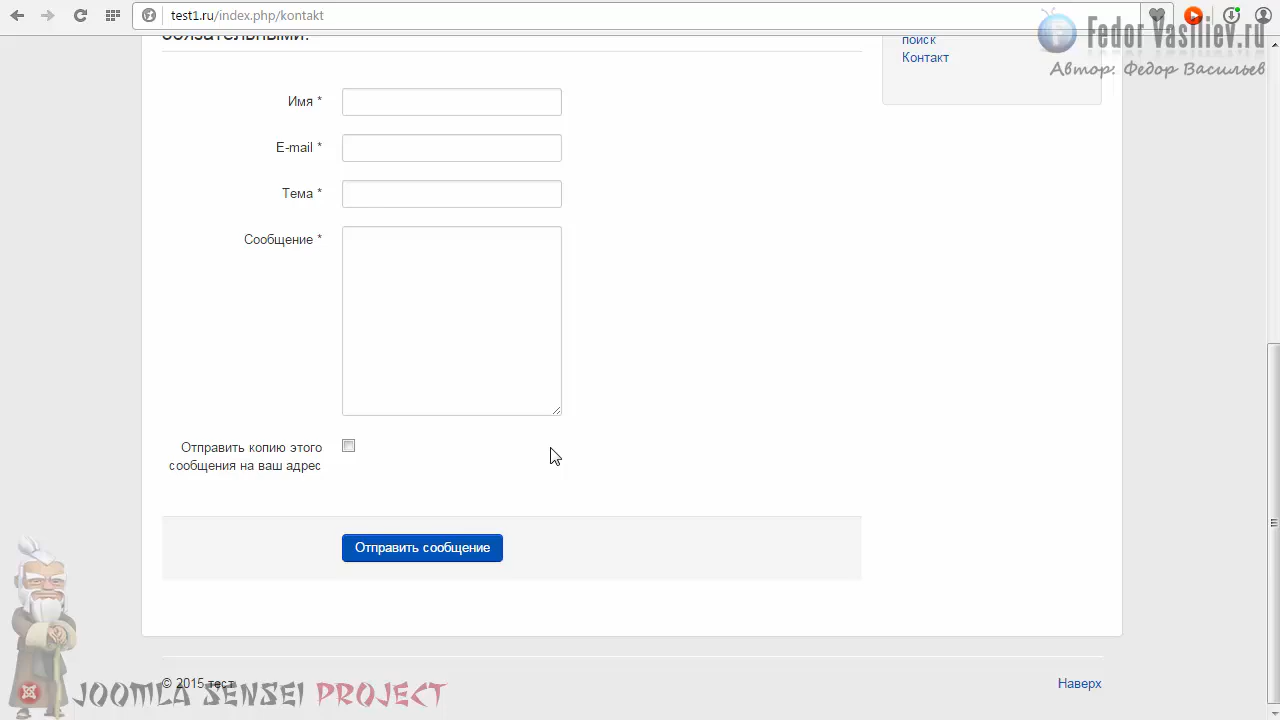 test1.ru/index.php/kontakt
Fedor Vasiliev.ru
Автор: Федор Васильев
обязательными.
поиск
Контакт
Имя *
E-mail *
Тема *
Сообщение *
Отправить копию этого
сообщения на ваш адрес
Отправить сообщение
© 2015 тест
Наверх
JOOMLA SENSEI PROJECT